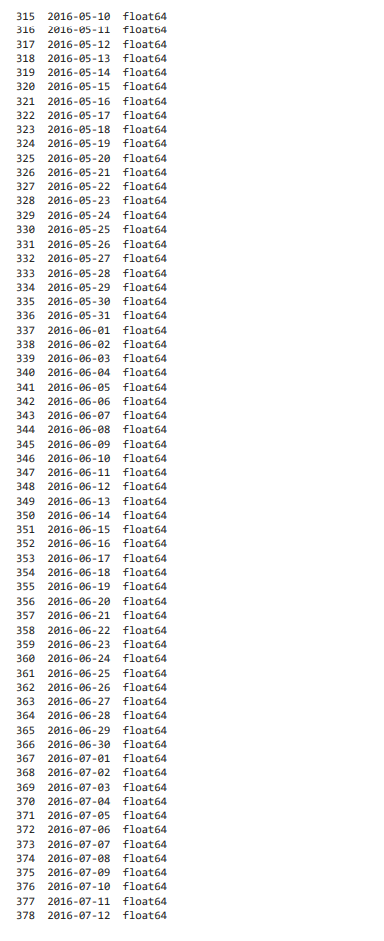 315 2016-05-10 float64
316 2016-05-11 float64
317 2016-05-12 float64
318 2016-05-13 float64
319 2016-05-14 float64
320 2016-05-15 float64
321 2016-05-16 float64
322 2016-05-17 float64
323 2016-05-18 float64
324 2016-05-19 float64
325 2016-05-20 float64
326 2016-05-21 float64
327 2016-05-22 float64
328 2016-05-23 float64
329 2016-05-24 float64
330 2016-05-25 float64
331 2016-05-26 float64
332 2016-05-27 float64
333 2016-05-28 float64
334 2016-05-29 float64
335 2016-05-30 float64
336 2016-05-31 float64
337 2016-06-01 float64
338 2016-06-02 float64
339 2016-06-03 float64
340 2016-06-04 float64
341 2016-06-05 float64
342 2016-06-06 float64
343 2016-06-07 float64
344 2016-06-08 float64
345 2016-06-09 float64
346 2016-06-10 float64
347 2016-06-11 float64
348 2016-06-12 float64
349 2016-06-13 float64
350 2016-06-14 float64
351 2016-06-15 float64
352 2016-06-16 float64
353 2016-06-17 float64
354 2016-06-18 float64
355 2016-06-19 float64
356 2016-06-20 float64
357 2016-06-21 float64
358 2016-06-22 float64
359 2016-06-23 float64
360 2016-06-24 float64
361 2016-06-25 float64
362 2016-06-26 float64
363 2016-06-27 float64
364 2016-06-28 float64
365 2016-06-29 float64
366 2016-06-30 float64
367 2016-07-01 float64
368 2016-07-02 float64
369 2016-07-03 float64
370 2016-07-04 float64
371 2016-07-05 float64
372 2016-07-06 float64
373 2016-07-07 float64
374 2016-07-08 float64
375 2016-07-09 float64
376 2016-07-10 float64
377 2016-07-11 float64
378 2016-07-12 float64